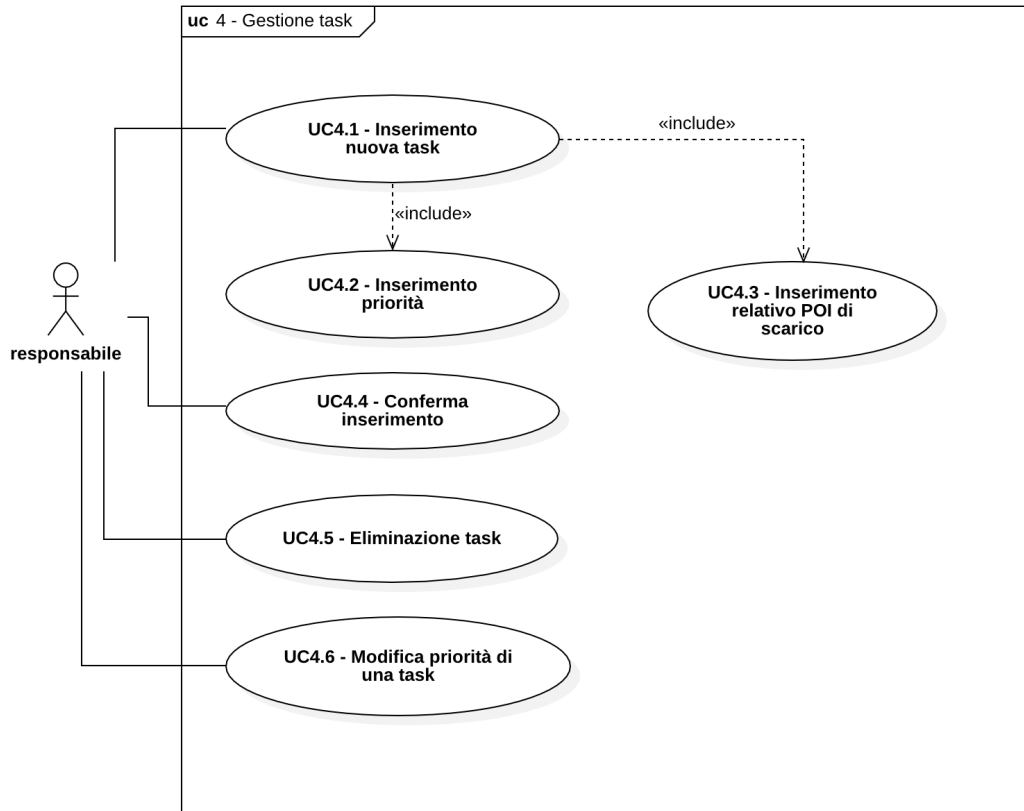 uc 4 - Gestione task
UC4.1 - Inserimento
nuova task
«include»
«include»
UC4.2 - Inserimento
priorità
UC4.3 - Inserimento
relativo POI di
scarico
responsabile
UC4.4 - Conferma
inserimento
UC4.5 - Eliminazione task
UC4.6 - Modifica priorità di
una task